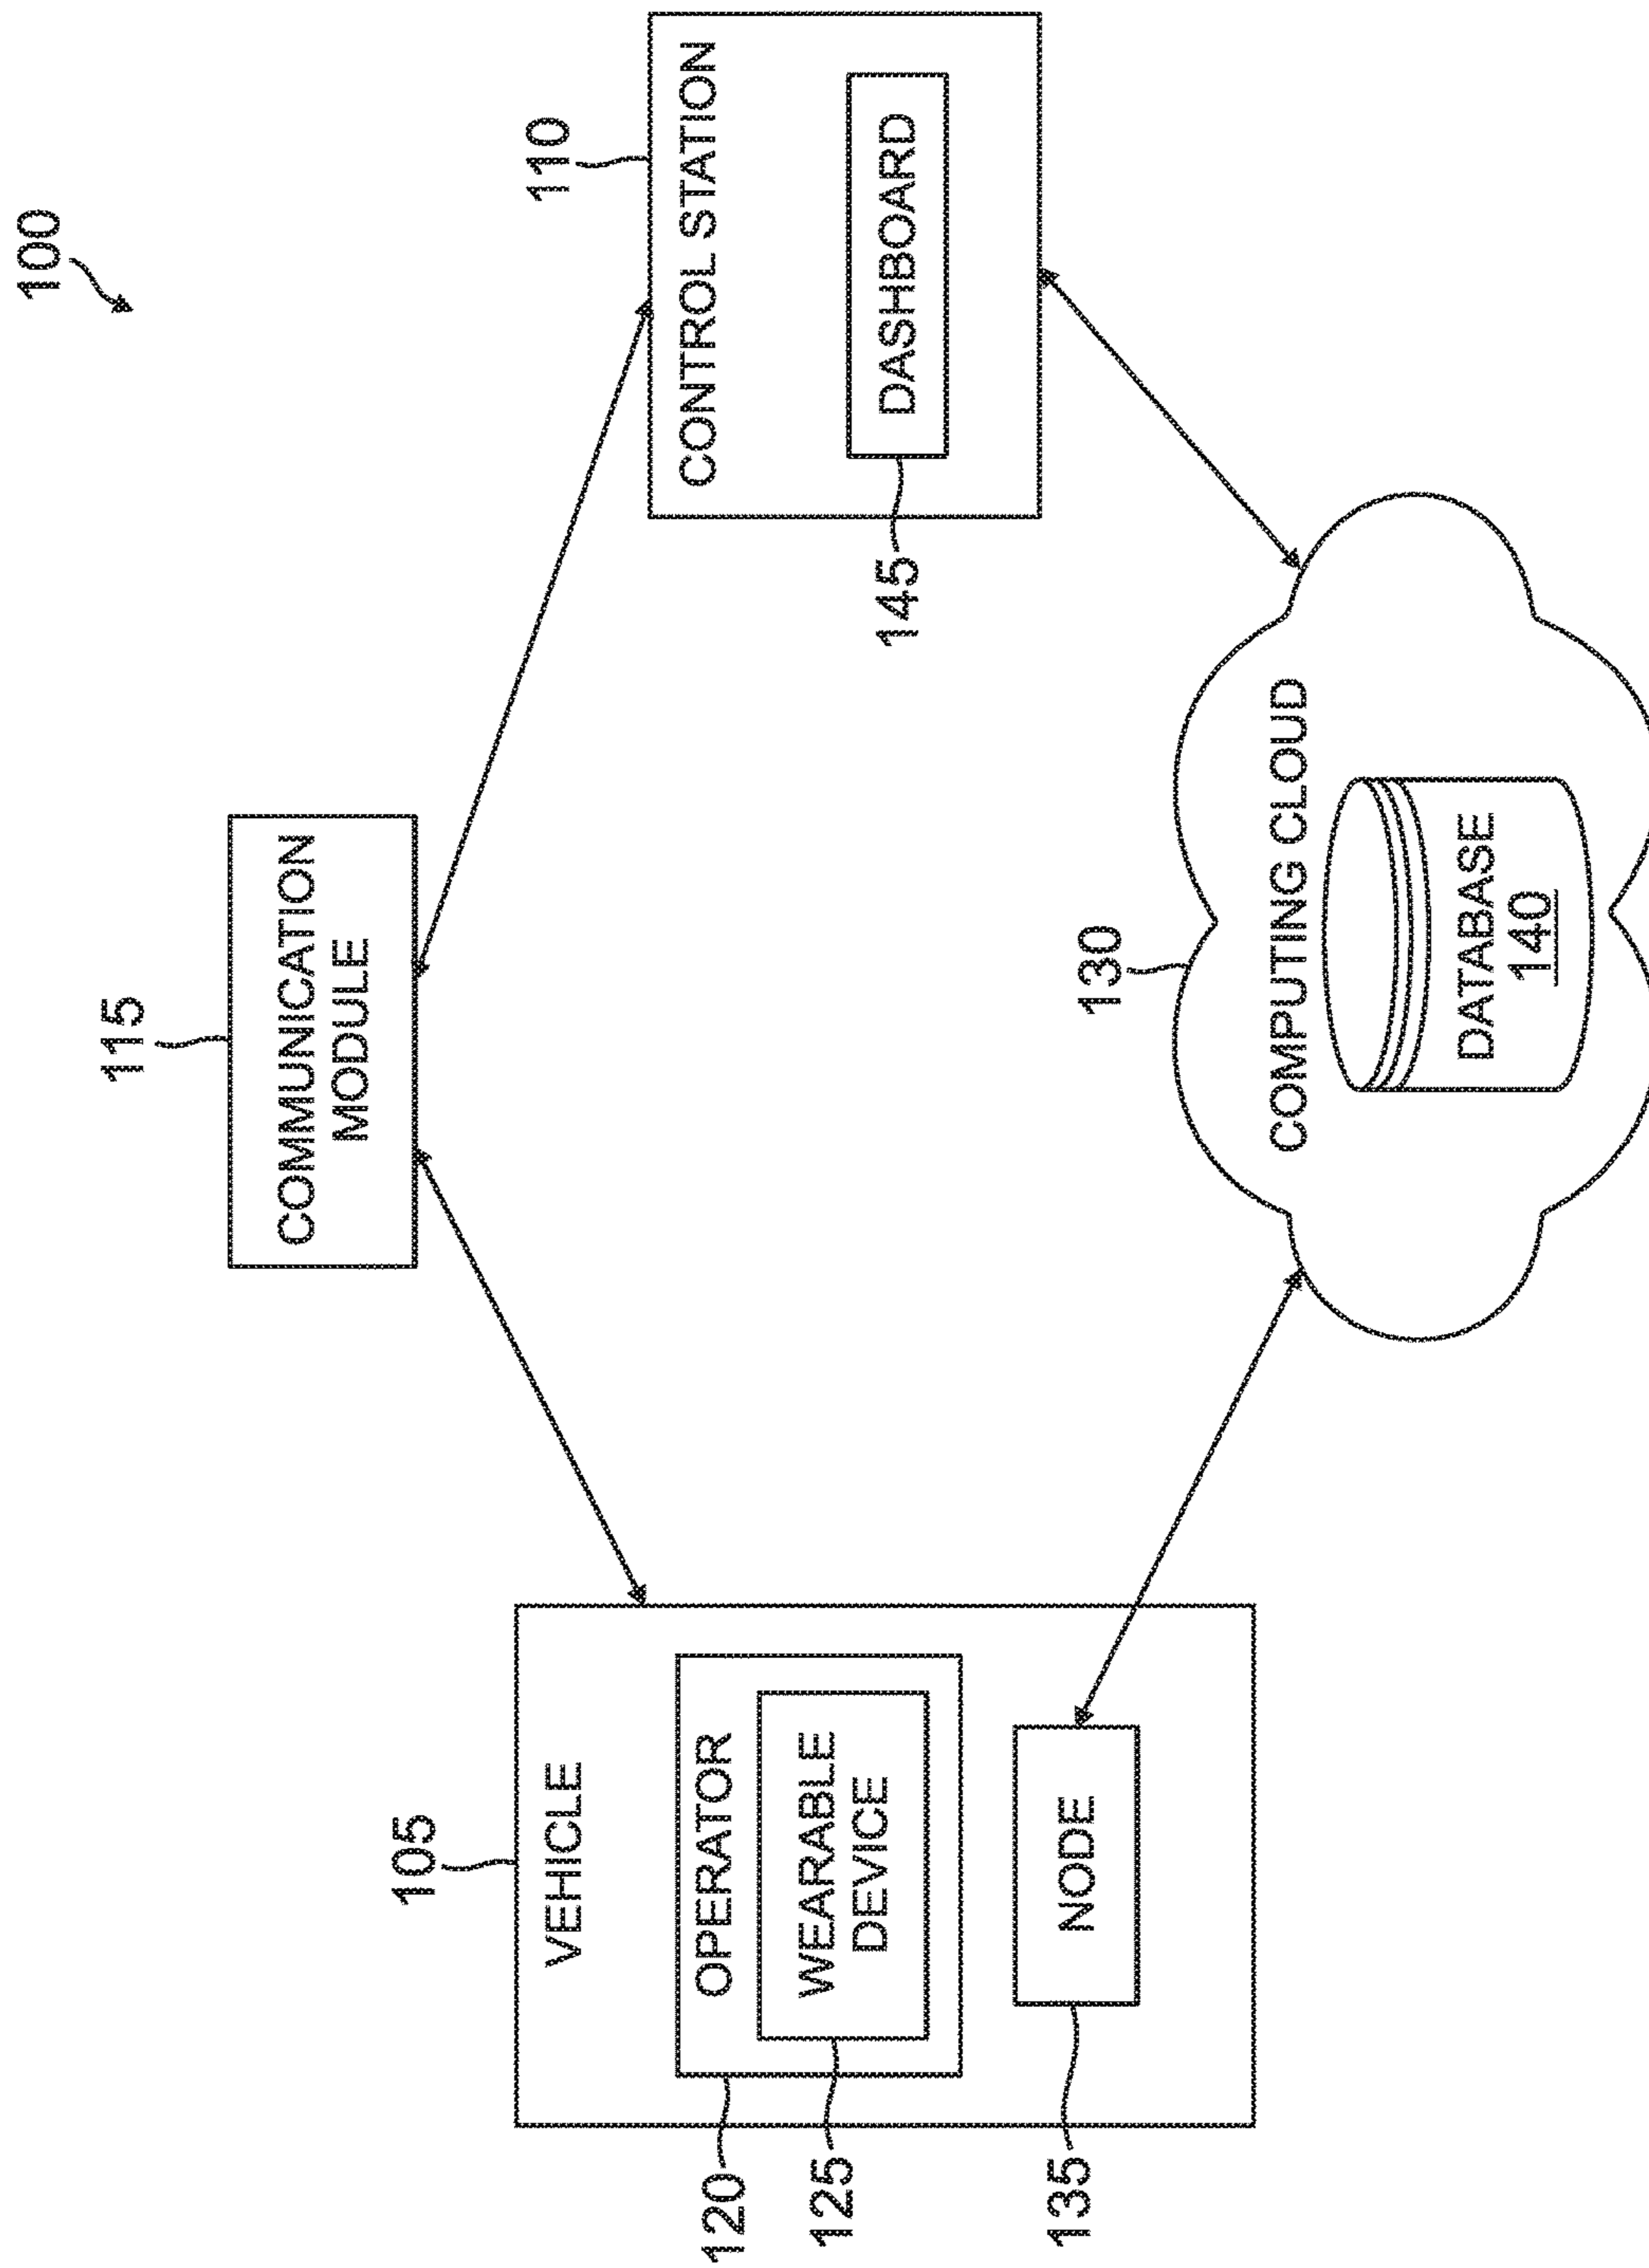 100
115
COMMUNICATION
MODULE
105
VEHICLE
120
OPERATOR
125
WEARABLE
DEVICE
135
NODE
110
CONTROL STATION
145
DASHBOARD
130
COMPUTING CLOUD
DATABASE
140